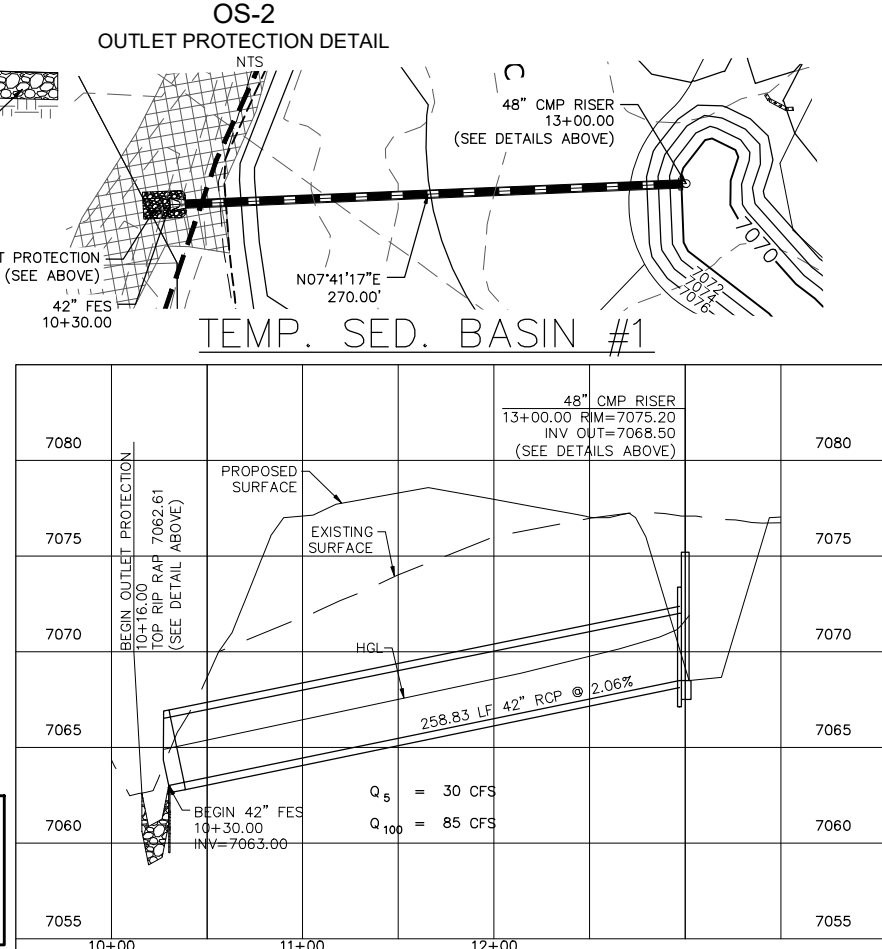 OS-2
OUTLET PROTECTION DETAIL
NTS
48" CMP RISER
13+00.00
(SEE DETAILS ABOVE)
PROTECTION
(SEE ABOVE)
42" FES
10+30.00
N07°41'17"E
270.00'
7070
7072
7074
7076
TEMP. SED. BASIN #1
48" CMP RISER
13+00.00 RIM=7075.20
INV OUT=7068.50
(SEE DETAILS ABOVE)
7080
7080
BEGIN OUTLET PROTECTION
10+16.00
TOP RIP RAP 7062.61
(SEE DETAIL ABOVE)
PROPOSED
SURFACE
EXISTING
SURFACE
7075
7075
7070
7070
HGL
258.83 LF 42" RCP @ 2.06%
7065
7065
Q5 = 30 CFS
Q100 = 85 CFS
BEGIN 42" FES
10+30.00
INV=7063.00
7060
7060
7055
7055
10+00
11+00
12+00